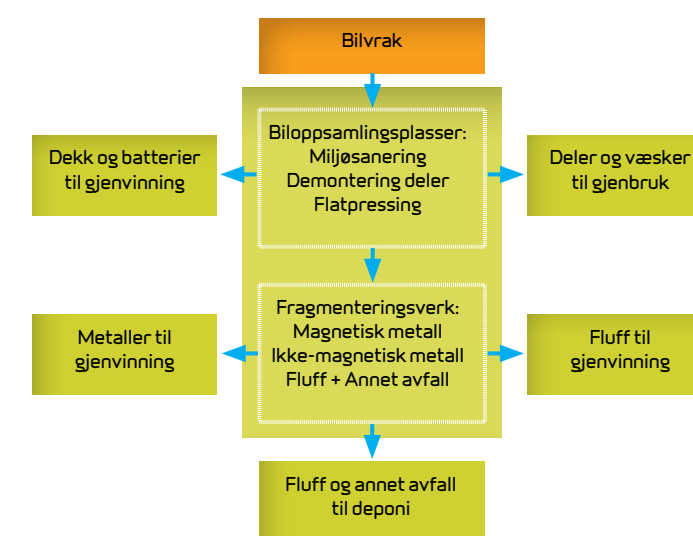 Bilvrak
Biloppsamlingsplasser:
Miljøsanering
Demontering deler
Flatpressing
Dekk og batterier
til gjenvinning
Deler og væsker
til gjenbruk
Fragmenteringsverk:
Magnetisk metall
Ikke-magnetisk metall
Fluff + Annet avfall
Metaller til
gjenvinning
Fluff til
gjenvinning
Fluff og annet avfall
til deponi